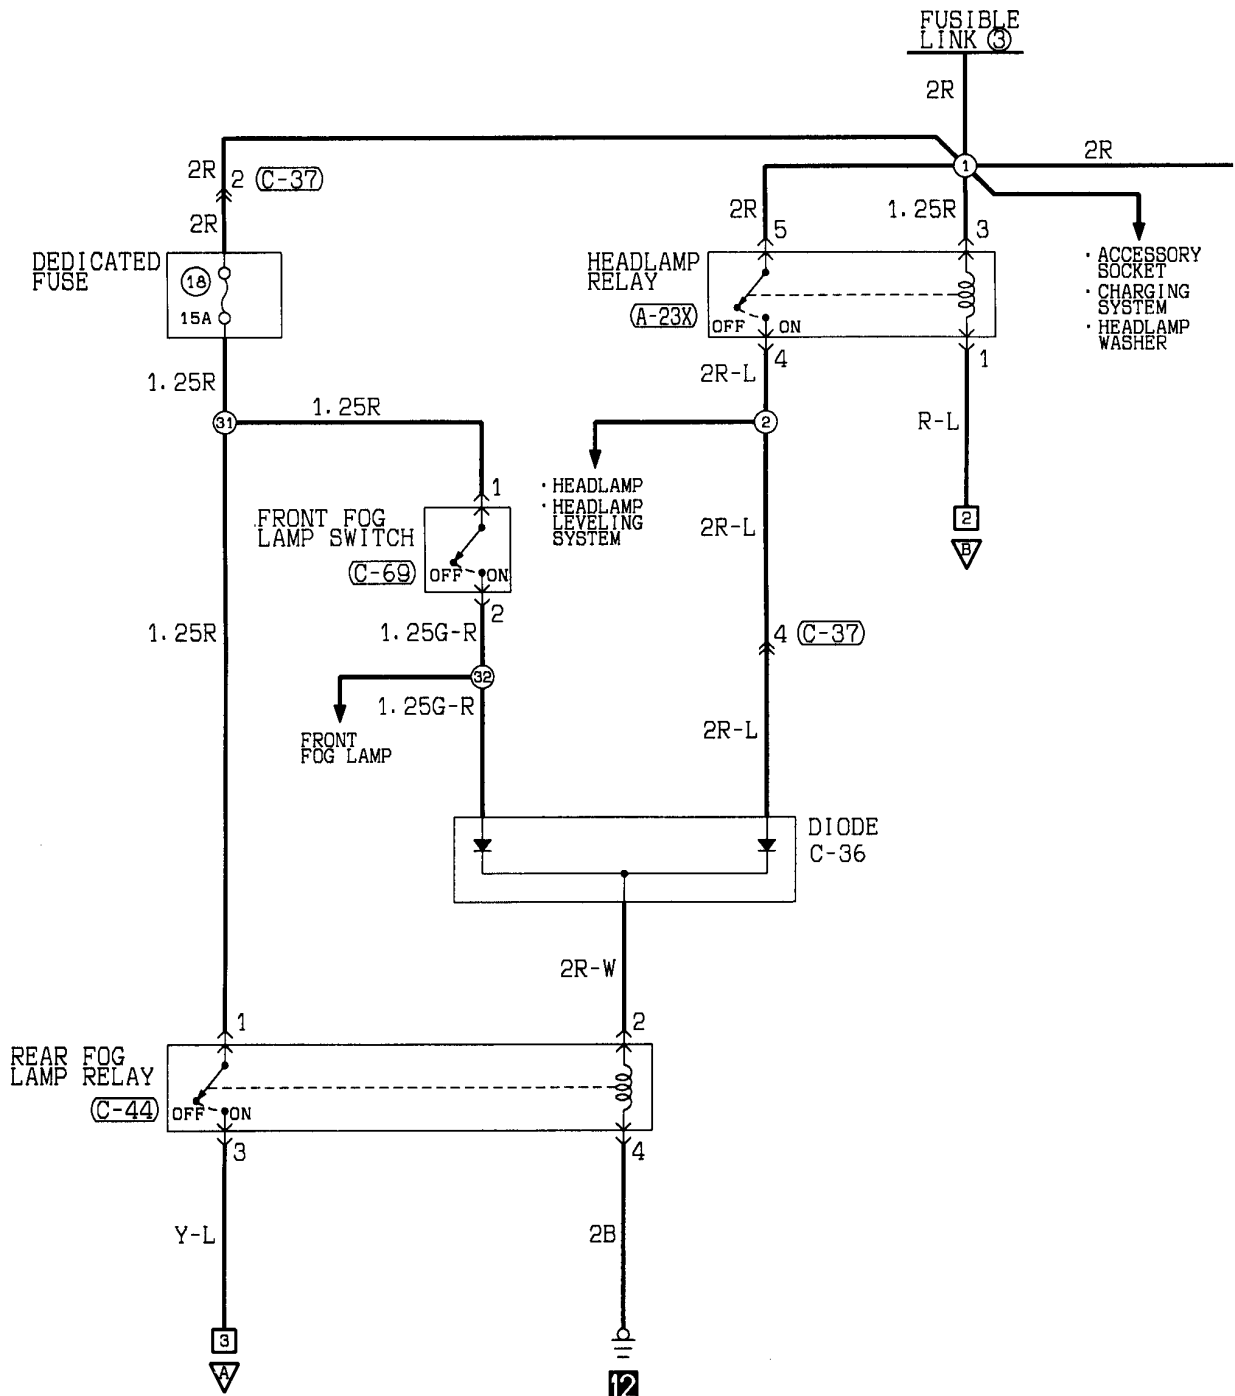 FUSIBLE
LINK ③
2R
2R
2R
2 (C-37)
1
2R
2R
1.25R
5
3
DEDICATED
FUSE
18
15A
HEADLAMP
RELAY
(A-23X)
OFF
ON
· ACCESSORY
SOCKET
· CHARGING
SYSTEM
· HEADLAMP
WASHER
4
1
2R-L
1.25R
1.25R
31
2
R-L
· HEADLAMP
· HEADLAMP
LEVELING
SYSTEM
1
FRONT FOG
LAMP SWITCH
(C-69)
OFF
ON
2R-L
2
B
2
1.25R
1.25G-R
4 (C-37)
32
1.25G-R
2R-L
FRONT
FOG LAMP
DIODE
C-36
2R-W
1
2
REAR FOG
LAMP RELAY
(C-44)
OFF
ON
3
4
Y-L
2B
3
A
12